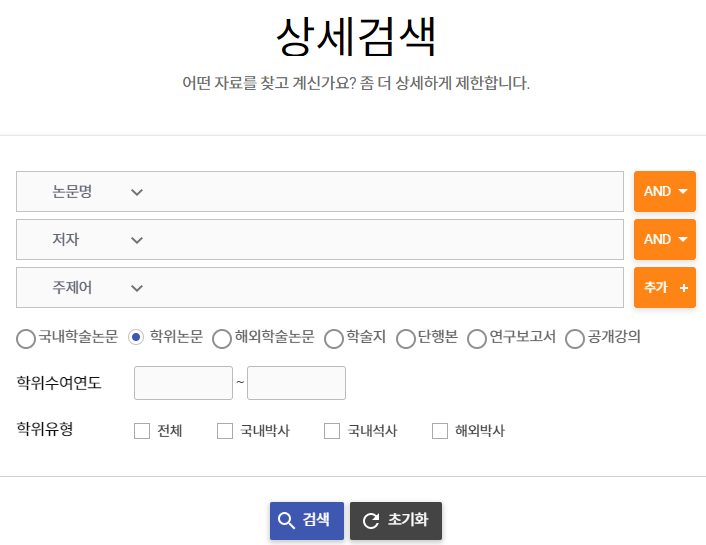 상세검색
어떤 자료를 찾고 계신가요? 좀 더 상세하게 제한합니다.
논문명 AND
저자 AND
주제어 추가 +
국내학술논문 학위논문 해외학술논문 학술지 단행본 연구보고서 공개강의
학위수여연도 ~
학위유형 전체 국내박사 국내석사 해외박사
검색 초기화